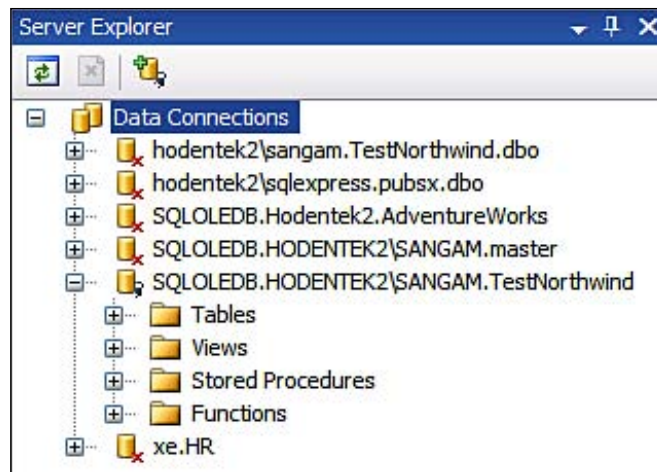 Server Explorer
Data Connections
hodentek2\sangam.TestNorthwind.dbo
hodentek2\sqlexpress.pubsx.dbo
SQLOLEDB.Hodentek2.AdventureWorks
SQLOLEDB.HODENTEK2\SANGAM.master
SQLOLEDB.HODENTEK2\SANGAM.TestNorthwind
Tables
Views
Stored Procedures
Functions
xe.HR